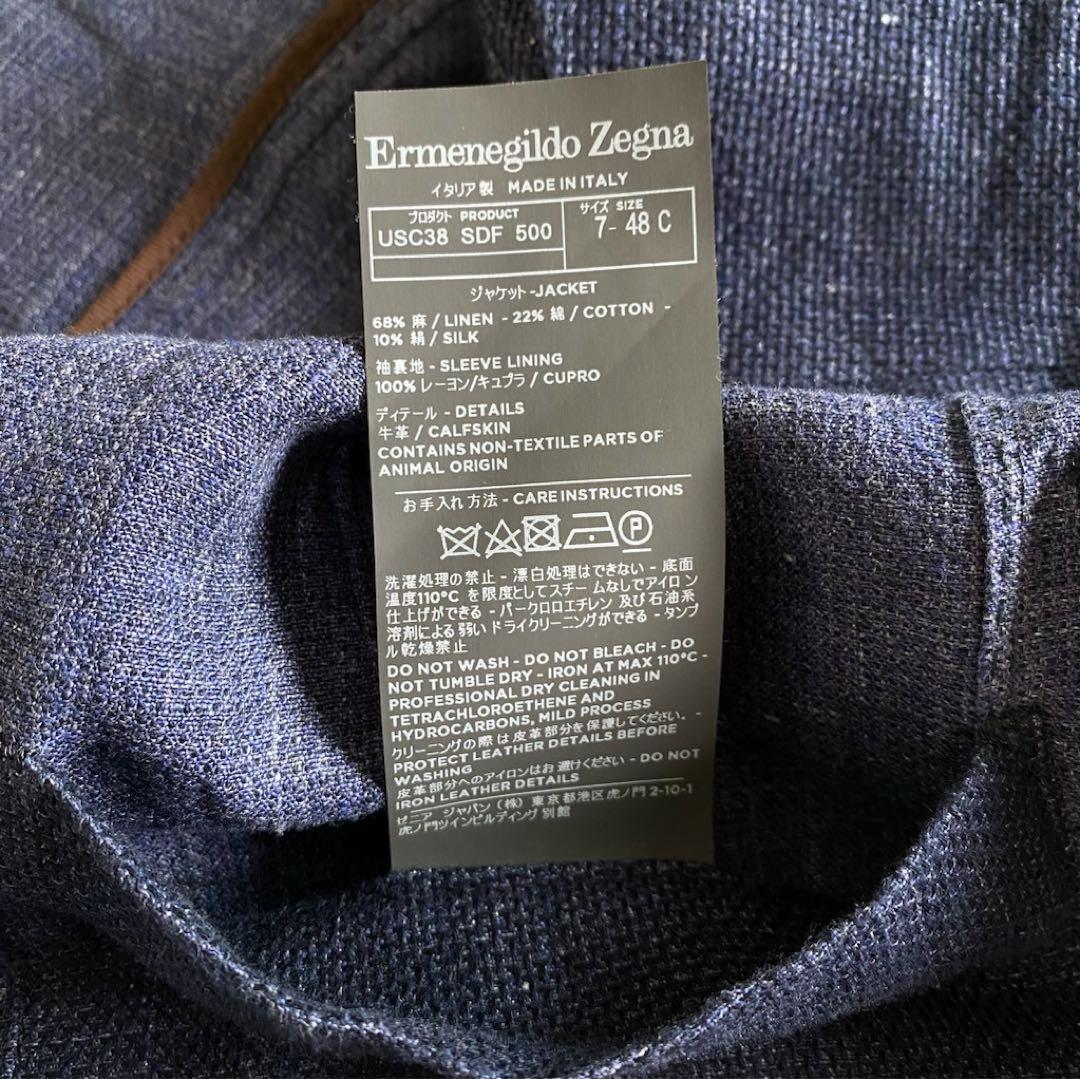 Ermenegildo Zegna
イタリア製 MADE IN ITALY
プロダクト PRODUCT
USC38 SDF 500
サイズ SIZE
7- 48 C
ジャケット -JACKET
68% 麻 / LINEN - 22% 綿 / COTTON -
10% 絹 / SILK
袖裏地 - SLEEVE LINING
100% レーヨン/キュプラ / CUPRO
ディテール - DETAILS
牛革 / CALFSKIN
CONTAINS NON-TEXTILE PARTS OF
ANIMAL ORIGIN
お手入れ方法 - CARE INSTRUCTIONS
P
洗濯処理の禁止 - 漂白処理はできない - 底面
温度110°C を限度としてスチームなしでアイロン
仕上げができる - パークロロエチレン 及び石油系
溶剤による 弱い ドライクリーニングができる - タンブ
ル乾燥禁止
DO NOT WASH - DO NOT BLEACH - DO
NOT TUMBLE DRY - IRON AT MAX 110°C -
PROFESSIONAL DRY CLEANING IN
TETRACHLOROETHENE AND
HYDROCARBONS, MILD PROCESS
クリーニングの際は皮革部分を保護してください。 -
PROTECT LEATHER DETAILS BEFORE
WASHING
皮革部分へのアイロンはお避けください - DO NOT
IRON LEATHER DETAILS
ゼニア ジャパン (株) 東京都港区虎ノ門 2-10-1
虎ノ門ツインビルディング 別館